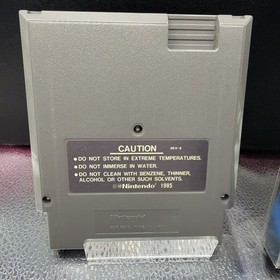 CAUTION REV-A
● DO NOT STORE IN EXTREME TEMPERATURES.
● DO NOT IMMERSE IN WATER.
● DO NOT CLEAN WITH BENZENE, THINNER,
ALCOHOL OR OTHER SUCH SOLVENTS.
©®Nintendo® 1985